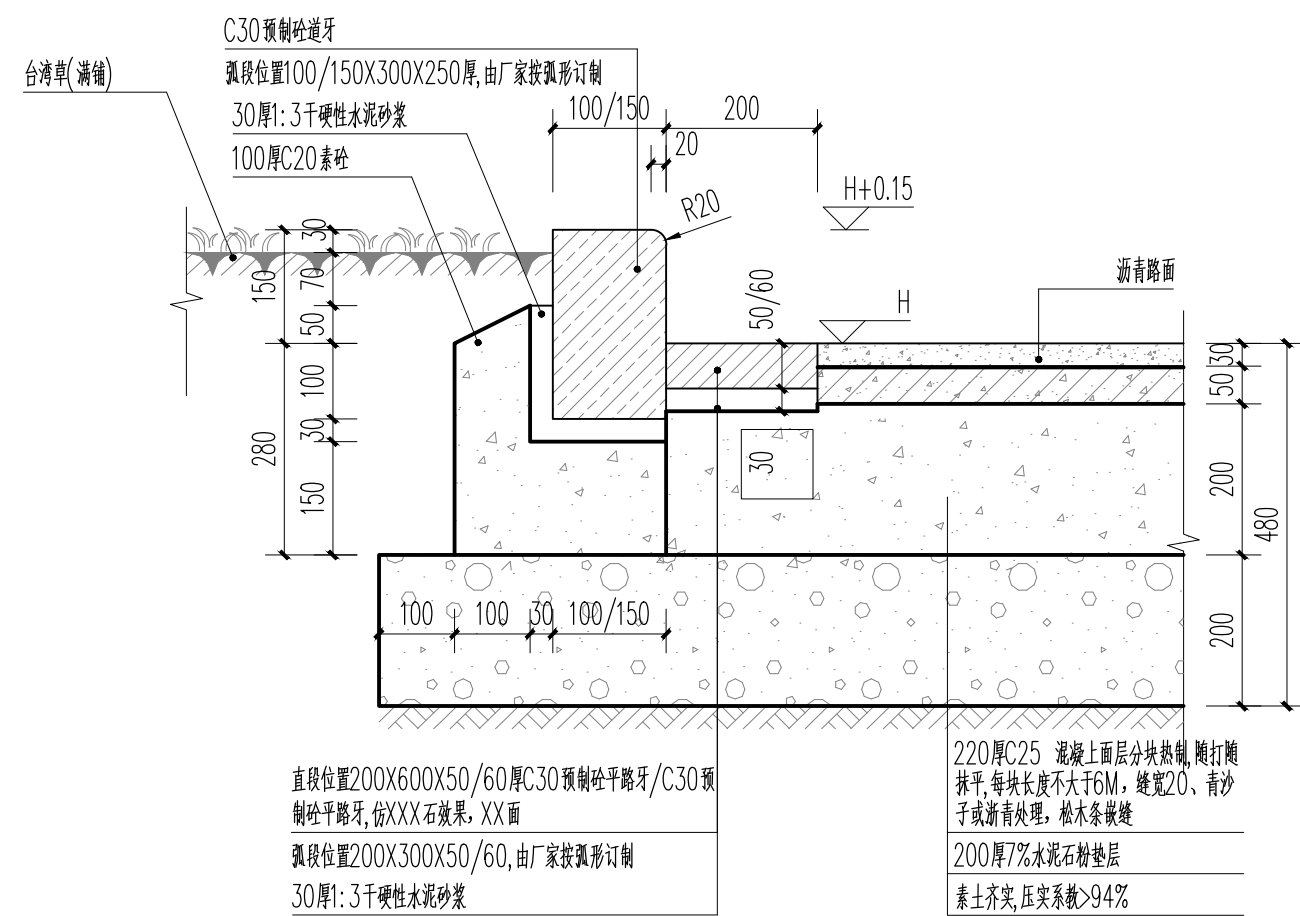 C30预制砼道牙
弧段位置100/150X300X250厚,由厂家按弧形订制
30厚1:3干硬性水泥砂浆
100厚C20素砼
台湾草(满铺)
100/150
200
20
R20
H+0.15
H
沥青路面
50/60
30
70
50
100
30
150
150
280
30
30
50
200
200
480
100
100
30
100/150
直段位置200X600X50/60厚C30预制砼平路牙/C30预
制砼平路牙,仿XXX石效果，XX面
弧段位置200X300X50/60,由厂家按弧形订制
30厚1:3干硬性水泥砂浆
220厚C25 混凝上面层分块热制,随打随
抹平,每块长度不大于6M，缝宽20、青沙
子或浙青处理，松木条嵌缝
200厚7%水泥石粉垫层
素土齐实,压实系教>94%